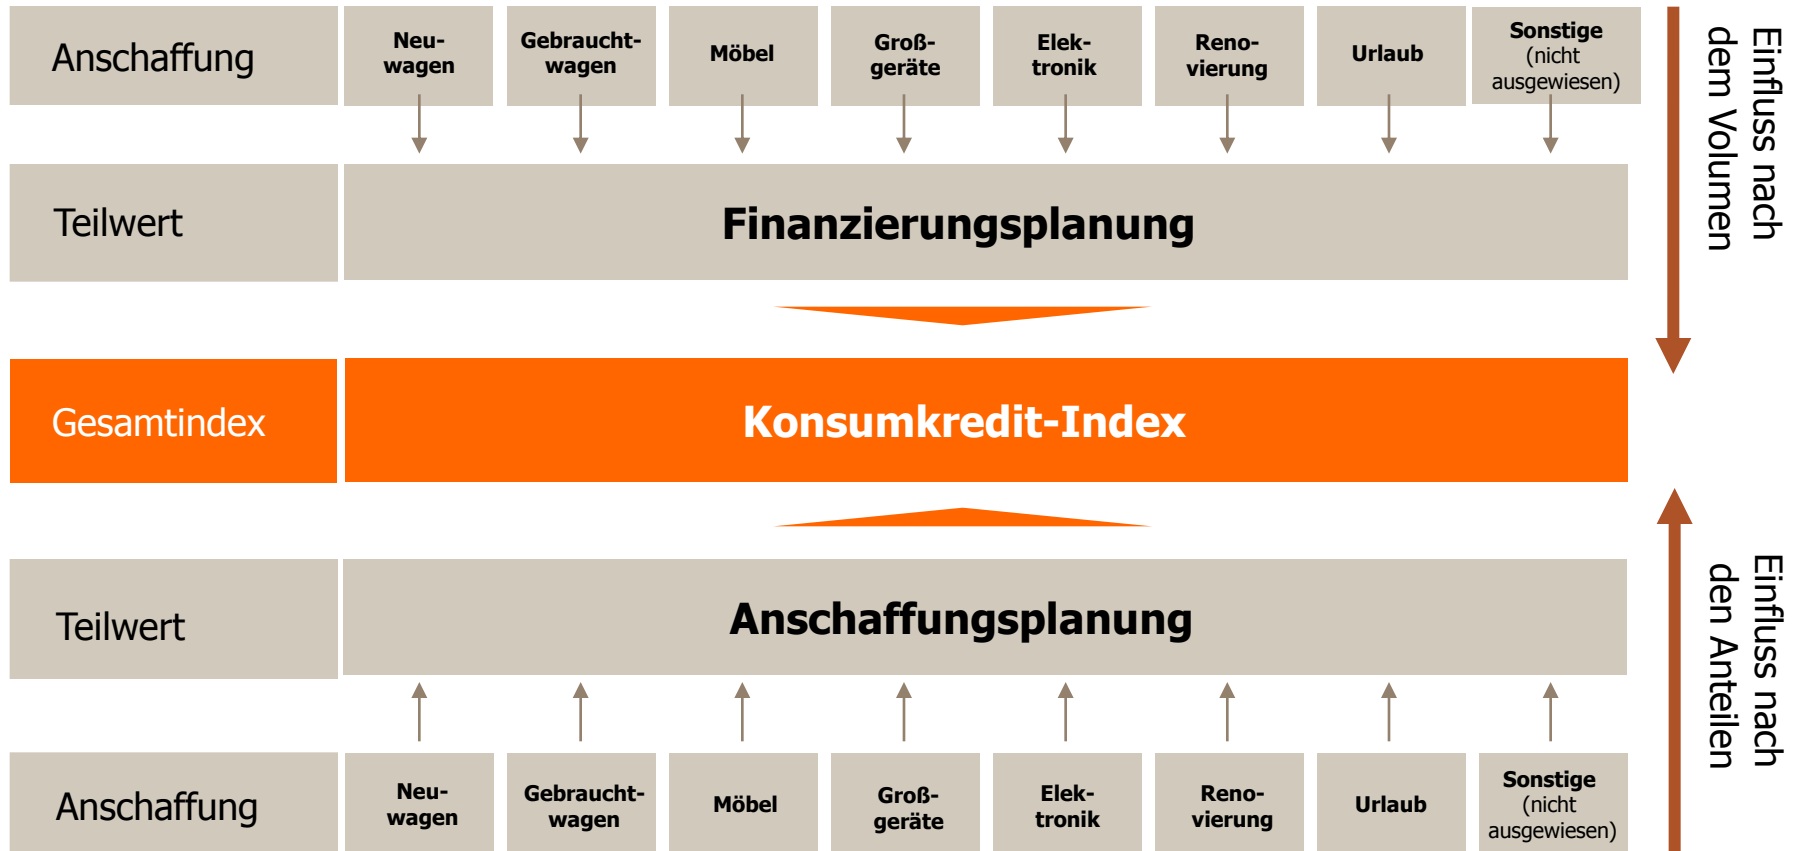 Anschaffung
Neu-
wagen
Gebraucht-
wagen
Möbel
Groß-
geräte
Elek-
tronik
Reno-
vierung
Urlaub
Sonstige
(nicht
ausgewiesen)
Einfluss nach
dem Volumen
Teilwert
Finanzierungsplanung
Gesamtindex
Konsumkredit-Index
Teilwert
Anschaffungsplanung
Einfluss nach
den Anteilen
Anschaffung
Neu-
wagen
Gebraucht-
wagen
Möbel
Groß-
geräte
Elek-
tronik
Reno-
vierung
Urlaub
Sonstige
(nicht
ausgewiesen)